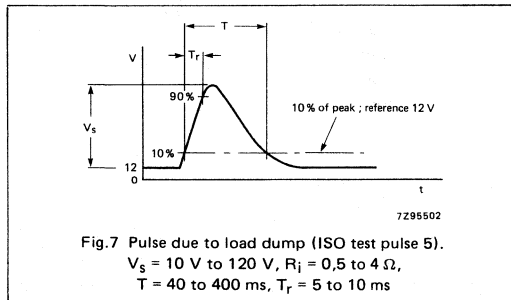 T
Tr
V
90%
10% of peak ; reference 12 V
Vs
10%
12
0
t
7Z95502
Fig.7 Pulse due to load dump (ISO test pulse 5).
Vs = 10 V to 120 V, Ri = 0,5 to 4 Ω,
T = 40 to 400 ms, Tr = 5 to 10 ms